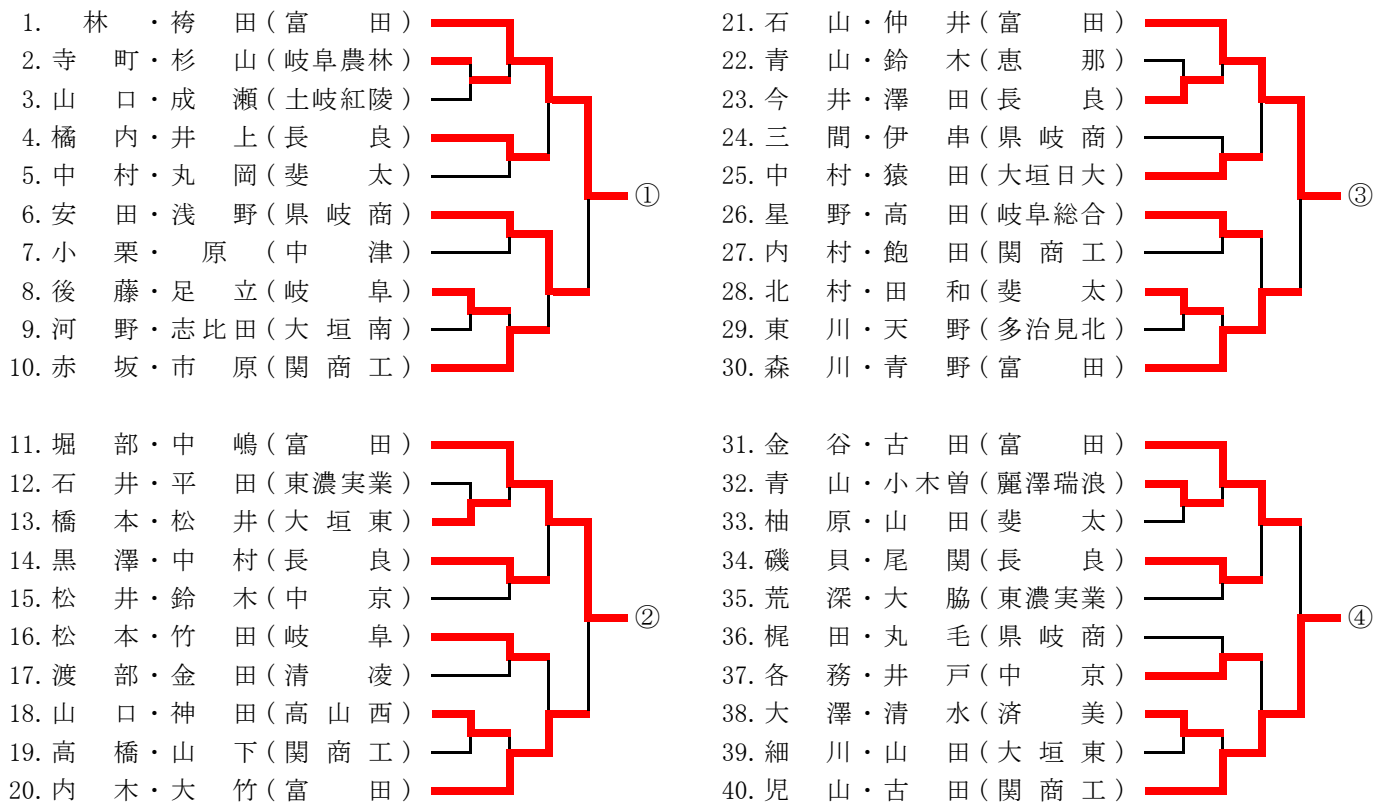 1. 林・袴田(富田)
2. 寺町・杉山(岐阜農林)
3. 山口・成瀬(土岐紅陵)
4. 橘内・井上(長良)
5. 中村・丸岡(斐太)
6. 安田・浅野(県岐商)
7. 小栗・原(中津)
8. 後藤・足立(岐阜)
9. 河野・志比田(大垣南)
10. 赤坂・市原(関商工)
①
11. 堀部・中嶋(富田)
12. 石井・平田(東濃実業)
13. 橋本・松井(大垣東)
14. 黒澤・中村(長良)
15. 松井・鈴木(中京)
16. 松本・竹田(岐阜)
17. 渡部・金田(清凌)
18. 山口・神田(高山西)
19. 高橋・山下(関商工)
20. 内木・大竹(富田)
②
21. 石山・仲井(富田)
22. 青山・鈴木(恵那)
23. 今井・澤田(長良)
24. 三間・伊串(県岐商)
25. 中村・猿田(大垣日大)
26. 星野・高田(岐阜総合)
27. 内村・飽田(関商工)
28. 北村・田和(斐太)
29. 東川・天野(多治見北)
30. 森川・青野(富田)
③
31. 金谷・古田(富田)
32. 青山・小木曽(麗澤瑞浪)
33. 柚原・山田(斐太)
34. 磯貝・尾関(長良)
35. 荒深・大脇(東濃実業)
36. 梶田・丸毛(県岐商)
37. 各務・井戸(中京)
38. 大澤・清水(済美)
39. 細川・山田(大垣東)
40. 児山・古田(関商工)
④